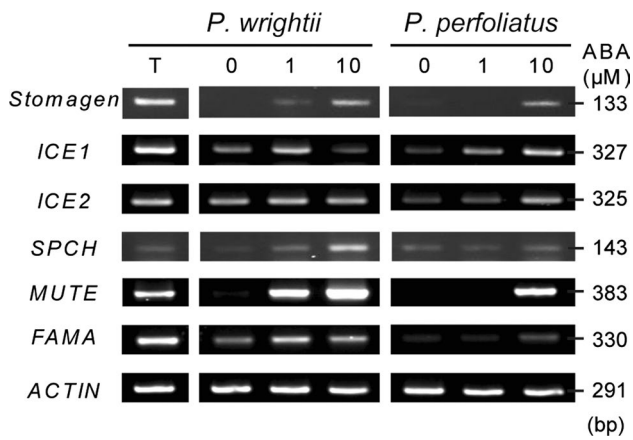 P. wrightii P. perfoliatus
T 0 1 10 0 1 10 ABA
(µM)
Stomagen 133
ICE1 327
ICE2 325
SPCH 143
MUTE 383
FAMA 330
ACTIN 291
(bp)